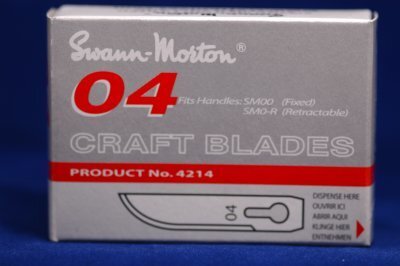 Swann-Morton®
04
Fits Handles: SM00 (Fixed)
SM0-R (Retractable)
CRAFT BLADES
PRODUCT No. 4214
04
DISPENSE HERE
OUVRIR ICI
ABRIR AQUI
KLINGE HIER
ENTNEHMEN